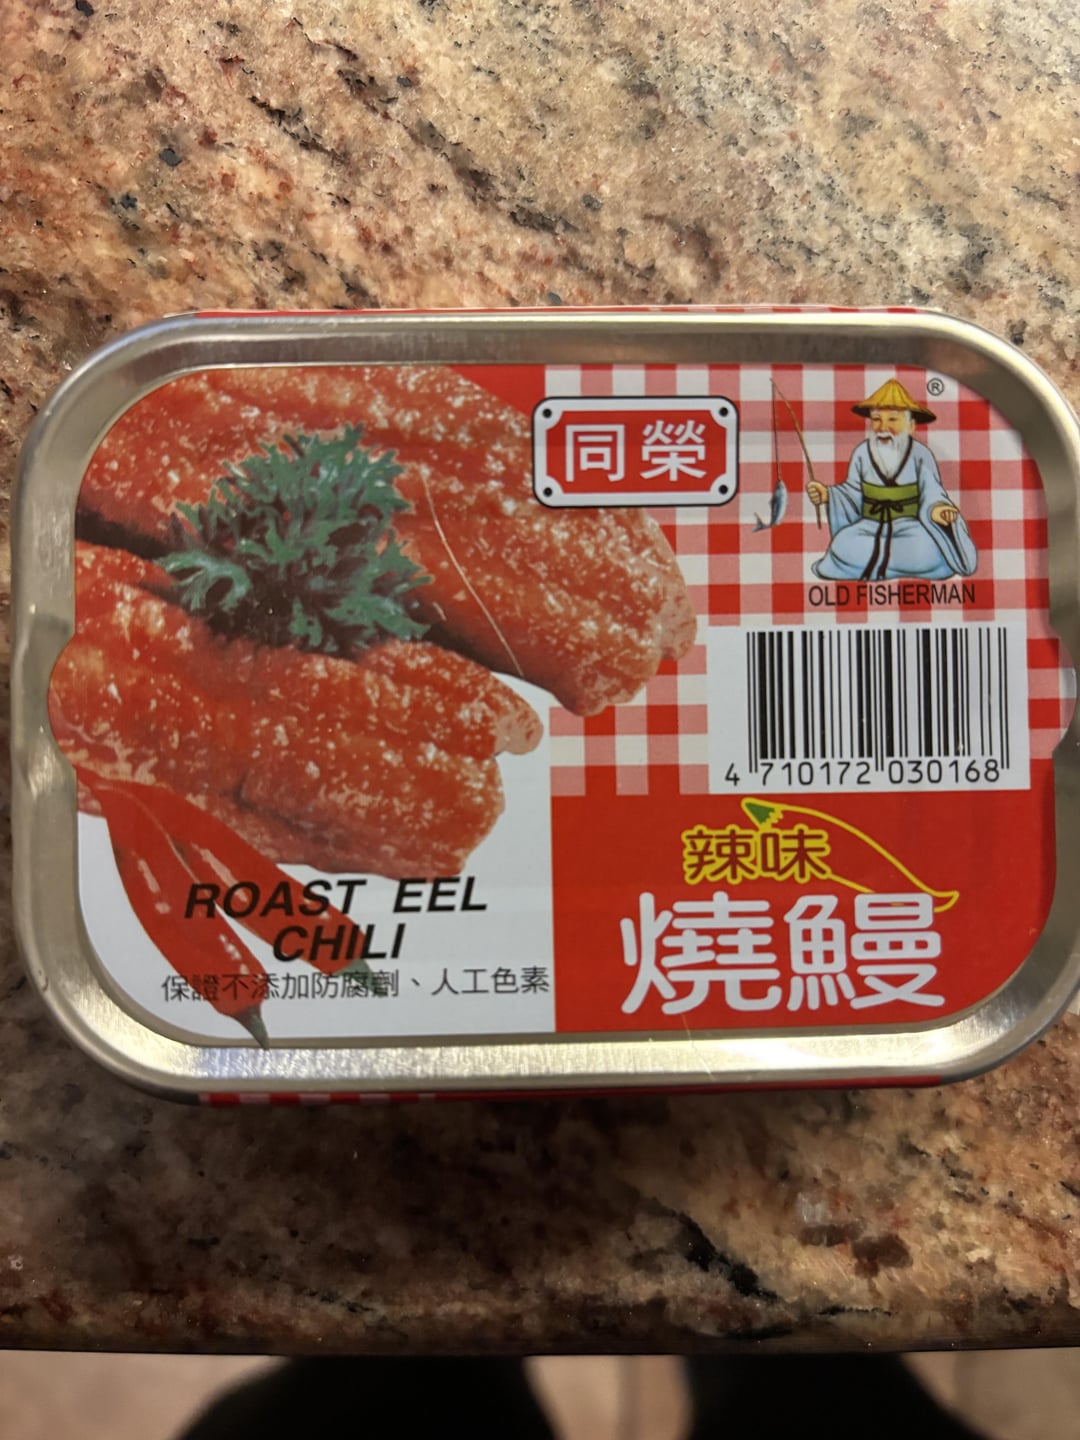 同榮
®
OLD FISHERMAN
4 710172 030168
辣味
燒鰻
ROAST EEL
CHILI
保證不添加防腐劑、人工色素